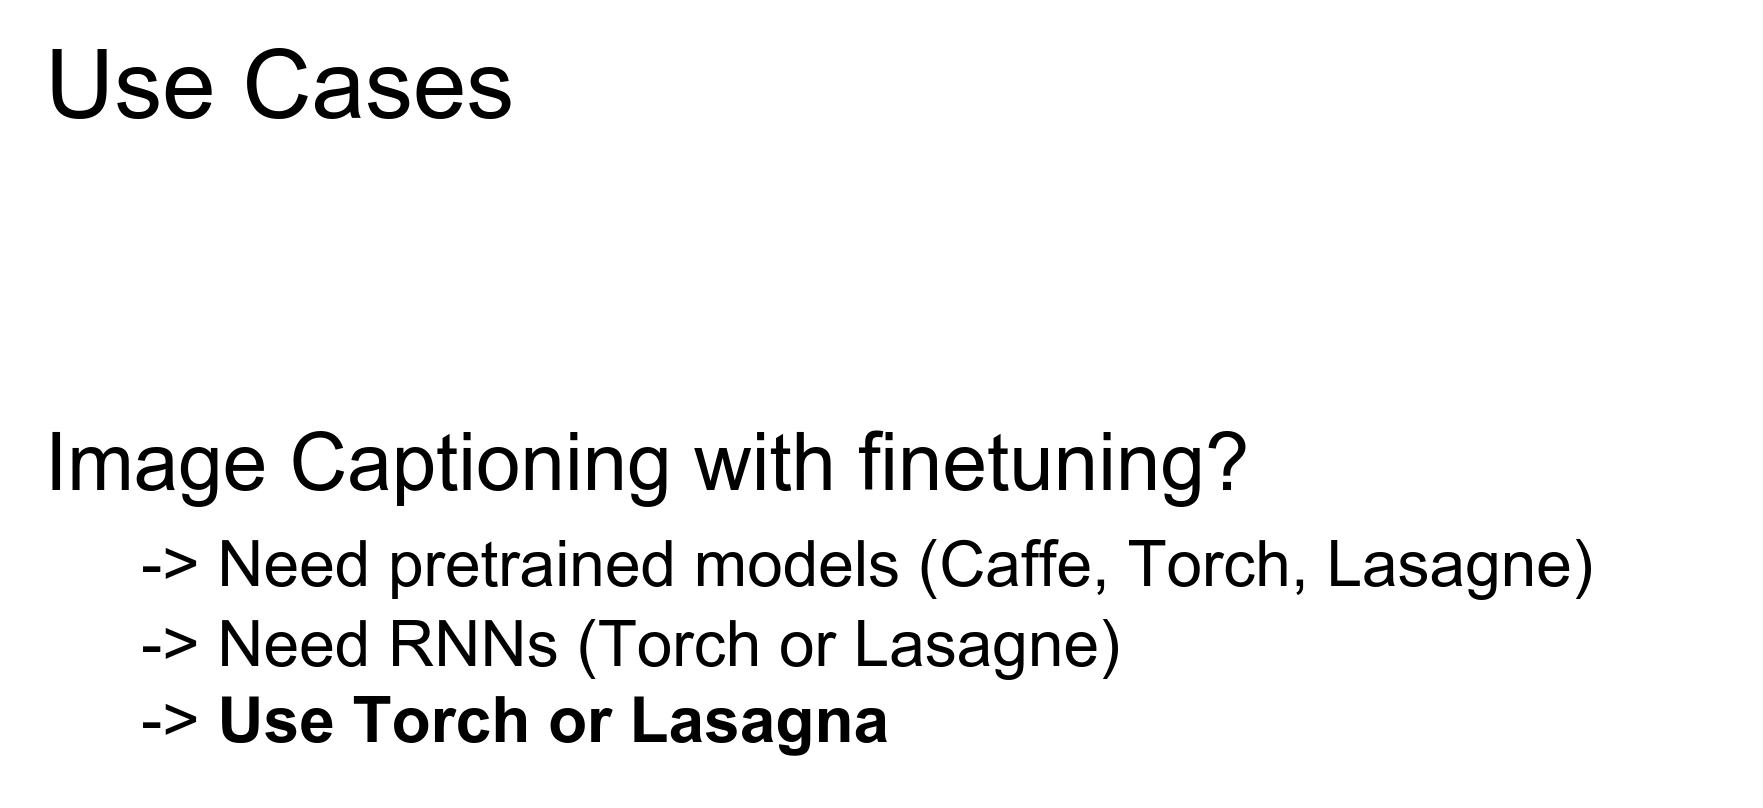 Use Cases
Image Captioning with finetuning?
-> Need pretrained models (Caffe, Torch, Lasagne)
-> Need RNNs (Torch or Lasagne)
-> Use Torch or Lasagna